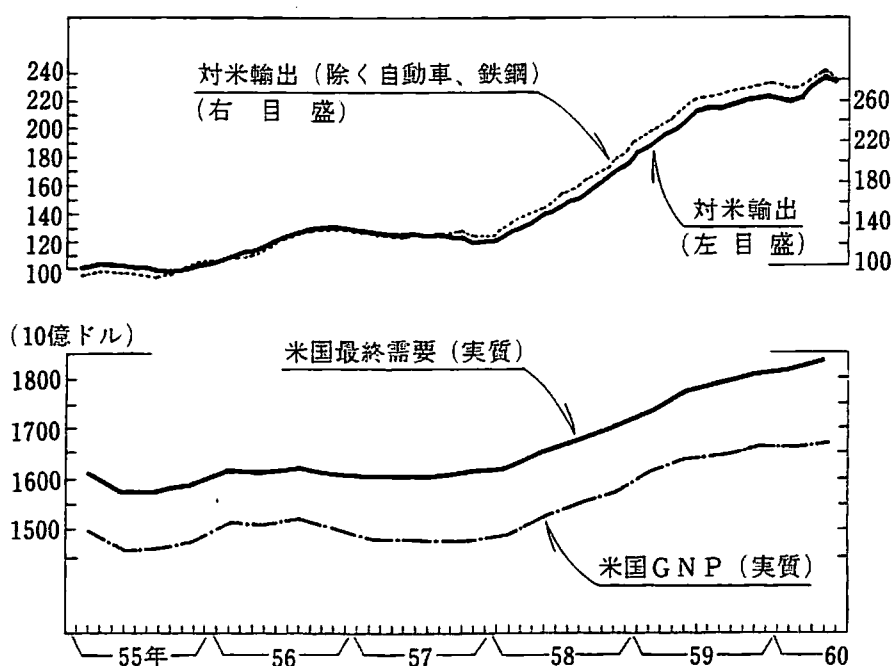 240
220
200
180
160
130
120
100
対米輸出（除く自動車、鉄鋼）
（右目盛）
対米輸出
（左目盛）
260
220
180
140
100
（10億ドル）
1800
1700
1600
1500
米国最終需要（実質）
米国ＧＮＰ（実質）
55年 56 57 58 59 60